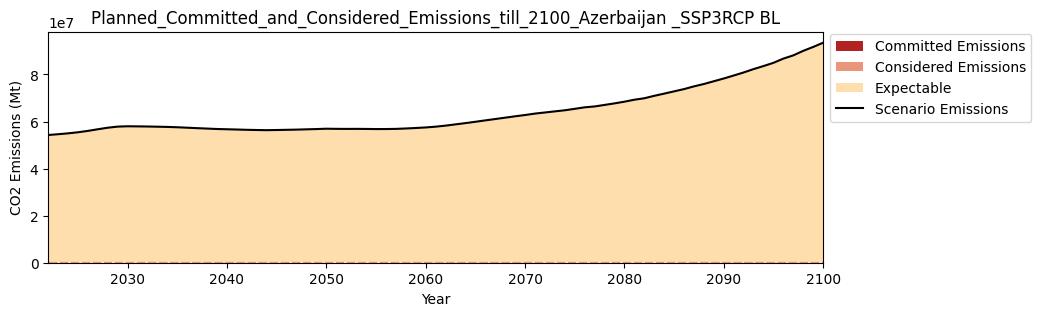 Planned_Committed_and_Considered_Emissions_till_2100_Azerbaijan _SSP3RCP BL
1e7
8
6
4
2
0
CO2 Emissions (Mt)
2030 2040 2050 2060 2070 2080 2090 2100
Year
Committed Emissions
Considered Emissions
Expectable
Scenario Emissions